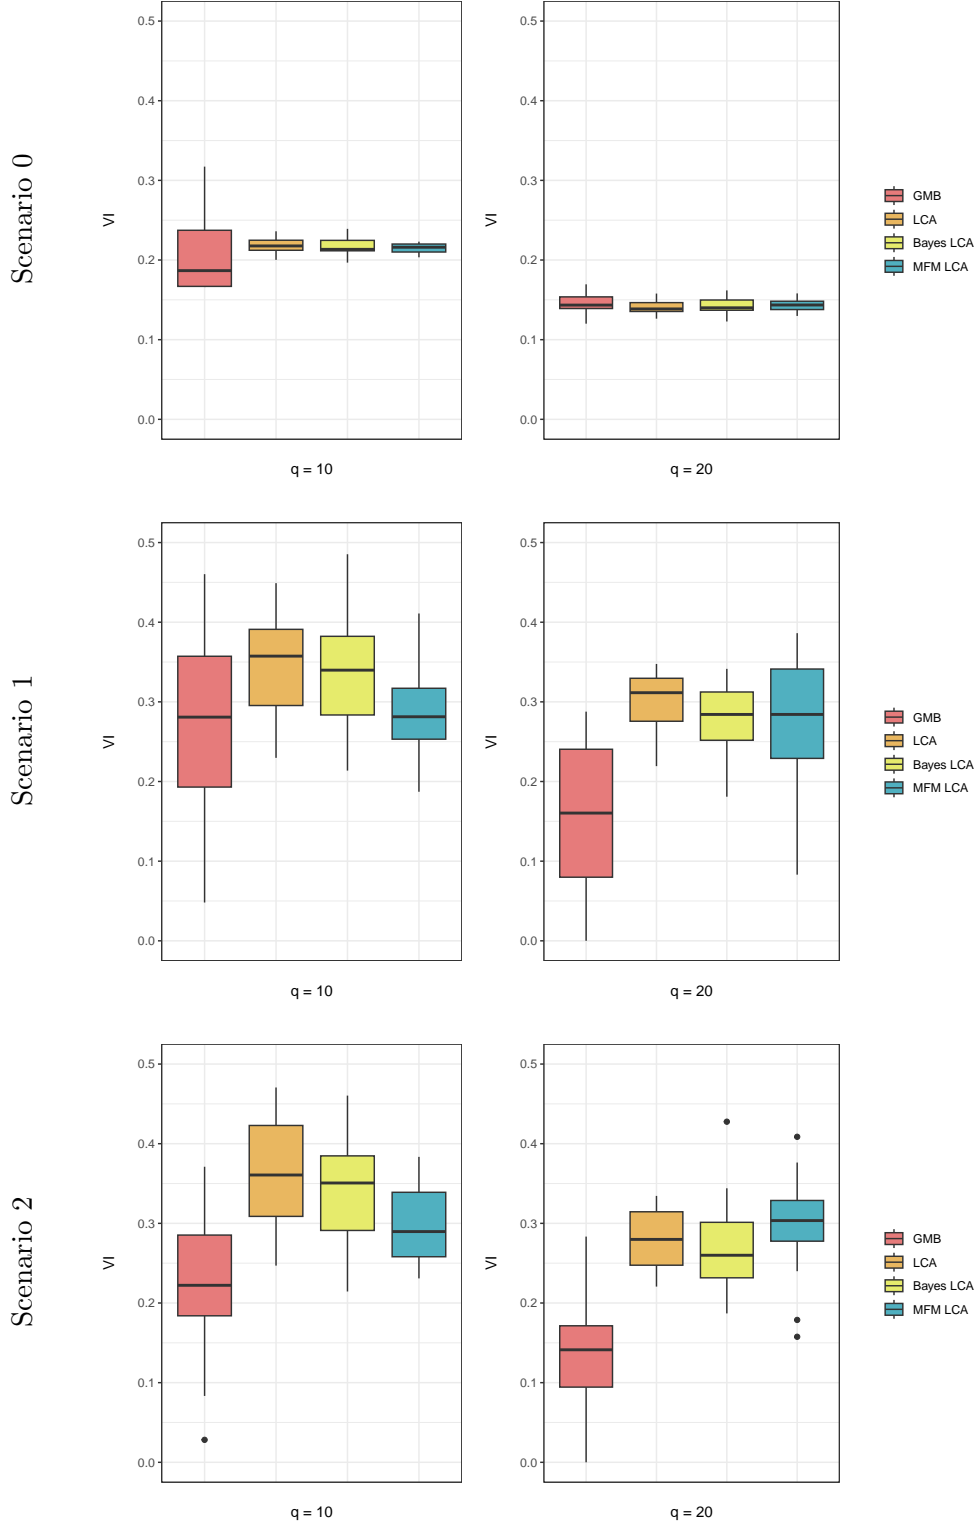 Scenario 0
VI
0.5
0.4
0.3
0.2
0.1
0.0
q = 10
VI
0.5
0.4
0.3
0.2
0.1
0.0
q = 20
GMB
LCA
Bayes LCA
MFM LCA
Scenario 1
VI
0.5
0.4
0.3
0.2
0.1
0.0
q = 10
VI
0.5
0.4
0.3
0.2
0.1
0.0
q = 20
GMB
LCA
Bayes LCA
MFM LCA
Scenario 2
VI
0.5
0.4
0.3
0.2
0.1
0.0
q = 10
VI
0.5
0.4
0.3
0.2
0.1
0.0
q = 20
GMB
LCA
Bayes LCA
MFM LCA